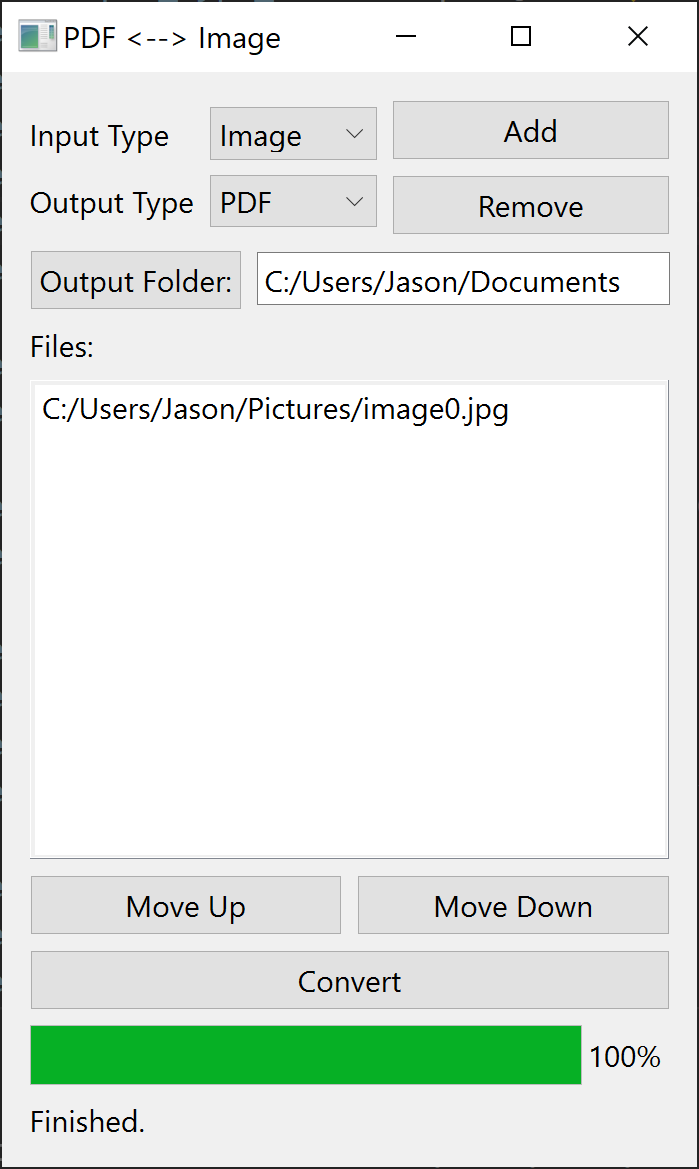 PDF <--> Image
Input Type Image Add
Output Type PDF Remove
Output Folder: C:/Users/Jason/Documents
Files:
C:/Users/Jason/Pictures/image0.jpg
Move Up Move Down
Convert
100%
Finished.